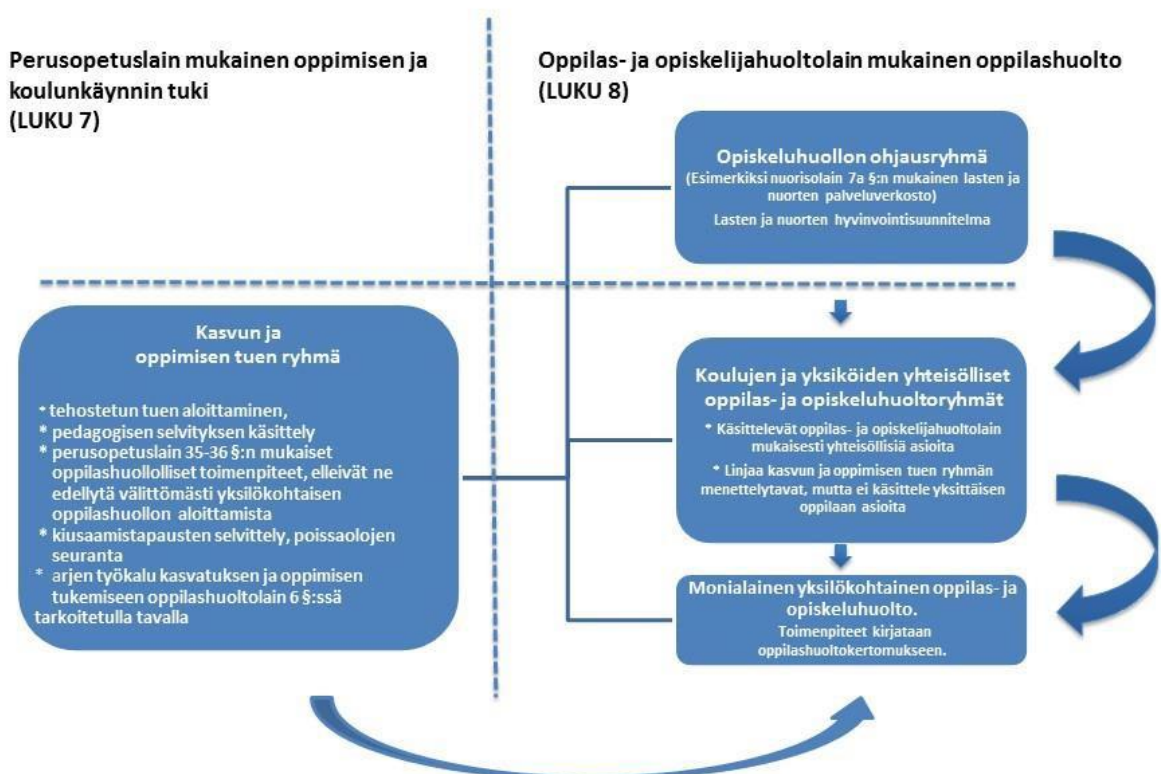 Perusopetuslain mukainen oppimisen ja
koulunkäynnin tuki
(LUKU 7)
Oppilas- ja opiskelijahuoltolain mukainen oppilashuolto
(LUKU 8)
Opiskeluhuollon ohjausryhmä
(Esimerkiksi nuorisolain 7a §:n mukainen lasten ja
nuorten palveluverkosto)
Lasten ja nuorten hyvinvointisuunnitelma
Kasvun ja
oppimisen tuen ryhmä
* tehostetun tuen aloittaminen,
* pedagogisen selvityksen käsittely
* perusopetuslain 35-36 §:n mukaiset
oppilashuollolliset toimenpiteet, elleivät ne
edellytä välittömästi yksilökohtaisen
oppilashuollon aloittamista
* kiusaamistapausten selvittely, poissaolojen
seuranta
* arjen työkalu kasvatuksen ja oppimisen
tukemiseen oppilashuoltolain 6 §:ssä
tarkoitetulla tavalla
Koulujen ja yksiköiden yhteisölliset
oppilas- ja opiskeluhuoltoryhmät
* Käsittelevät oppilas- ja opiskelijahuoltolain
mukaisesti yhteisöllisiä asioita
* Linjaa kasvun ja oppimisen tuen ryhmän
menettelytavat, mutta ei käsittele yksittäisen
oppilaan asioita
Monialainen yksilökohtainen oppilas- ja
opiskeluhuolto.
Toimenpiteet kirjataan
oppilashuoltokertomukseen.